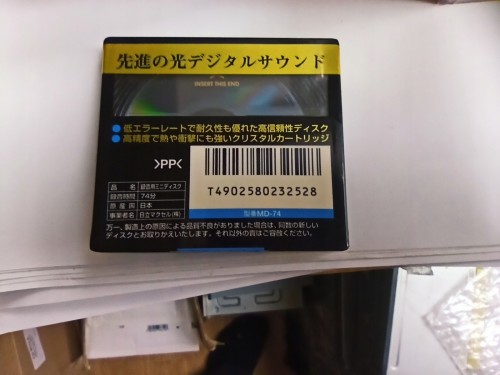 先進の光デジタルサウンド
INSERT THIS END
●低エラーレートで耐久性も優れた高信頼性ディスク
●高精度で熱や衝撃にも強いクリスタルカートリッジ
>PP<
T4902580232528
品名 録音用ミニディスク
録音時間 74分
原産国 日本
事業者名 日立マクセル(株)
型番MD-74
万一、製造上の原因による品質不良がありました場合は、同数の新しい
ディスクとお取りかえいたします。それ以外の責はご容赦ください。